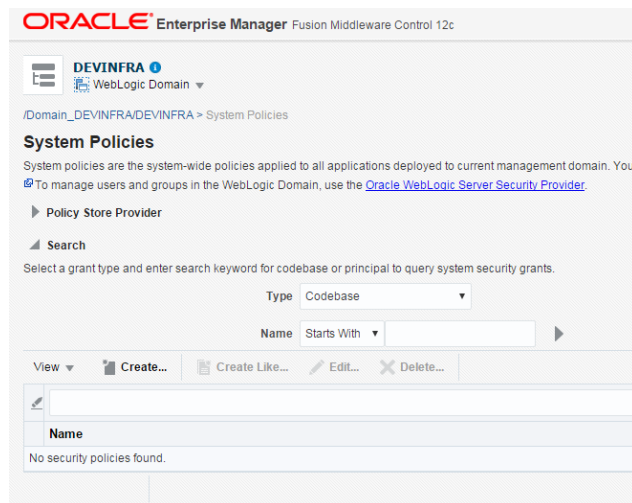 ORACLE Enterprise Manager Fusion Middleware Control 12c
DEVINFRA
WebLogic Domain
/Domain_DEVINFRA/DEVINFRA > System Policies
System Policies
System policies are the system-wide policies applied to all applications deployed to current management domain. You
To manage users and groups in the WebLogic Domain, use the Oracle WebLogic Server Security Provider.
Policy Store Provider
Search
Select a grant type and enter search keyword for codebase or principal to query system security grants.
Type Codebase
Name Starts With
View Create... Create Like... Edit... Delete...
Name
No security policies found.